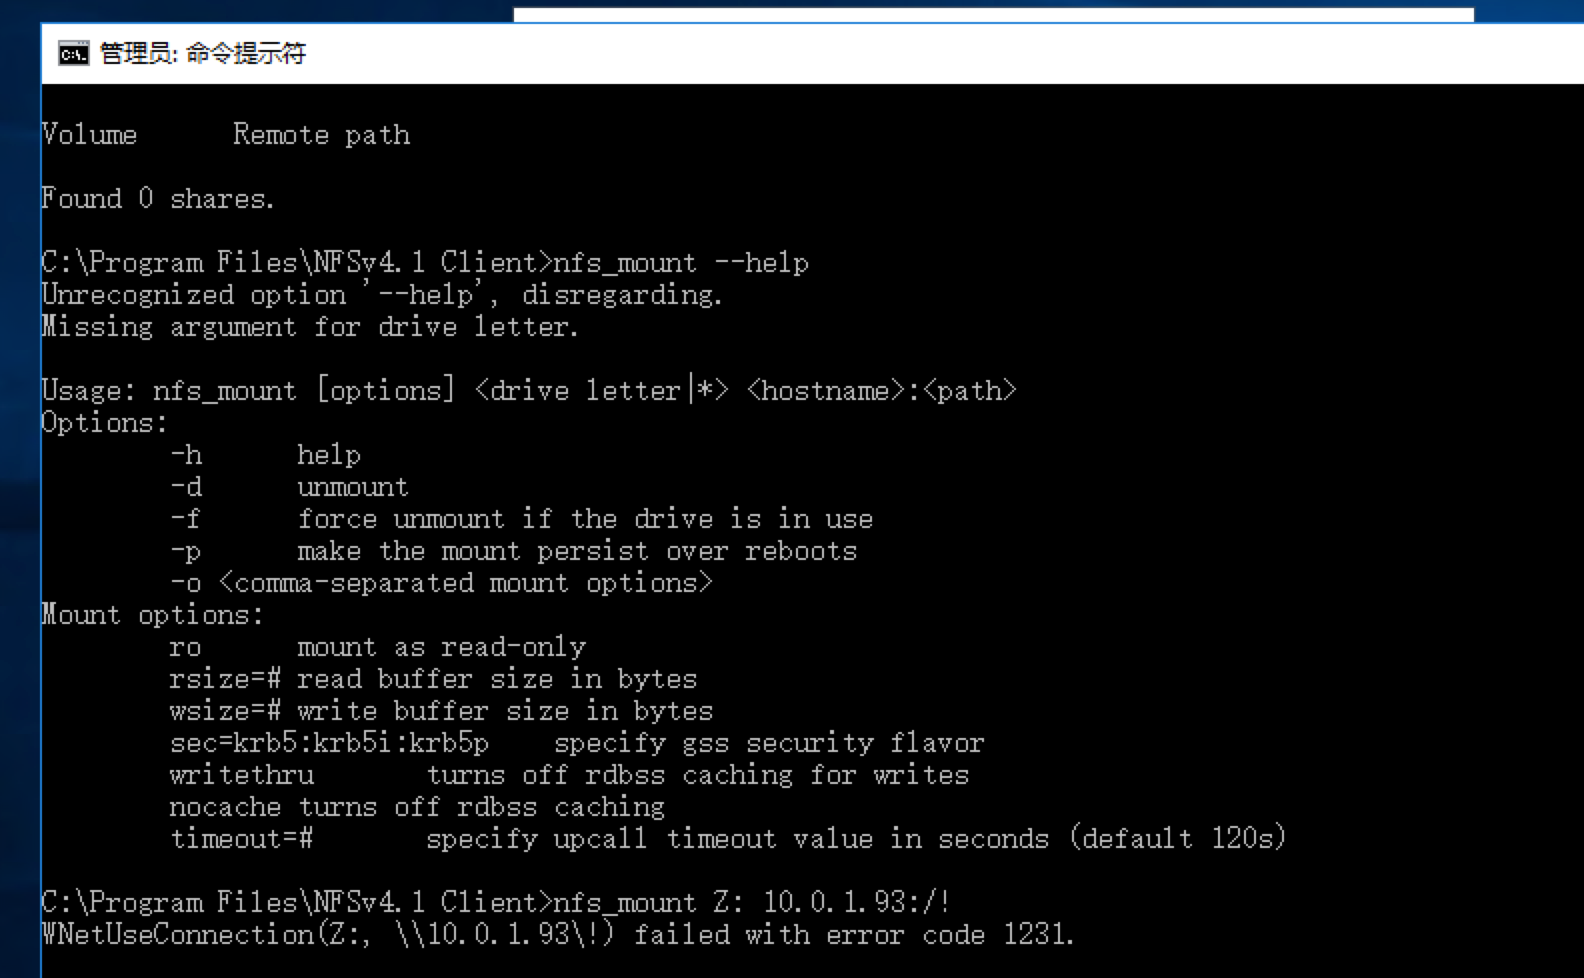 管理员: 命令提示符
Volume Remote path
Found 0 shares.
C:\Program Files\NFSv4.1 Client>nfs_mount --help
Unrecognized option '--help', disregarding.
Missing argument for drive letter.
Usage: nfs_mount [options] <drive letter|*> <hostname>:<path>
Options:
-h help
-d unmount
-f force unmount if the drive is in use
-p make the mount persist over reboots
-o <comma-separated mount options>
Mount options:
ro mount as read-only
rsize=# read buffer size in bytes
wsize=# write buffer size in bytes
sec=krb5:krb5i:krb5p specify gss security flavor
writethru turns off rdbss caching for writes
nocache turns off rdbss caching
timeout=# specify upcall timeout value in seconds (default 120s)
C:\Program Files\NFSv4.1 Client>nfs_mount Z: 10.0.1.93:/!
WNetUseConnection(Z:, \\10.0.1.93\!) failed with error code 1231.